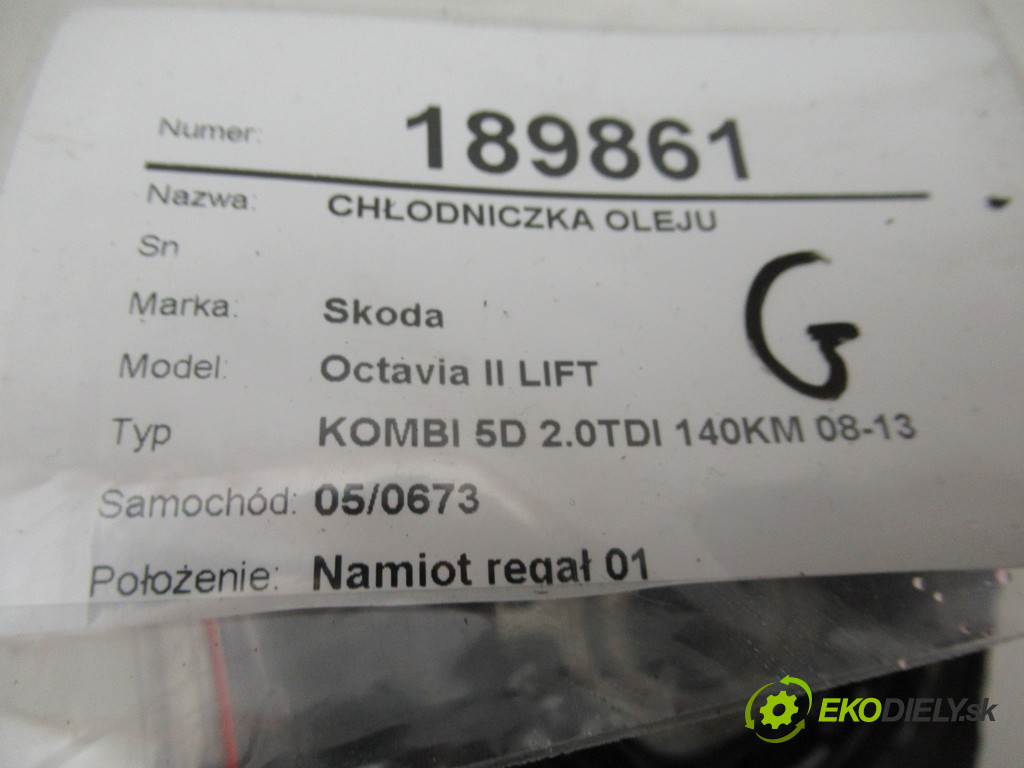 Numer: 189861
Nazwa: CHŁODNICZKA OLEJU
Sn
Marka: Skoda
Model: Octavia II LIFT
G
Typ KOMBI 5D 2.0TDI 140KM 08-13
Samochód: 05/0673
Położenie: Namiot regał 01
EKODIELY.sk